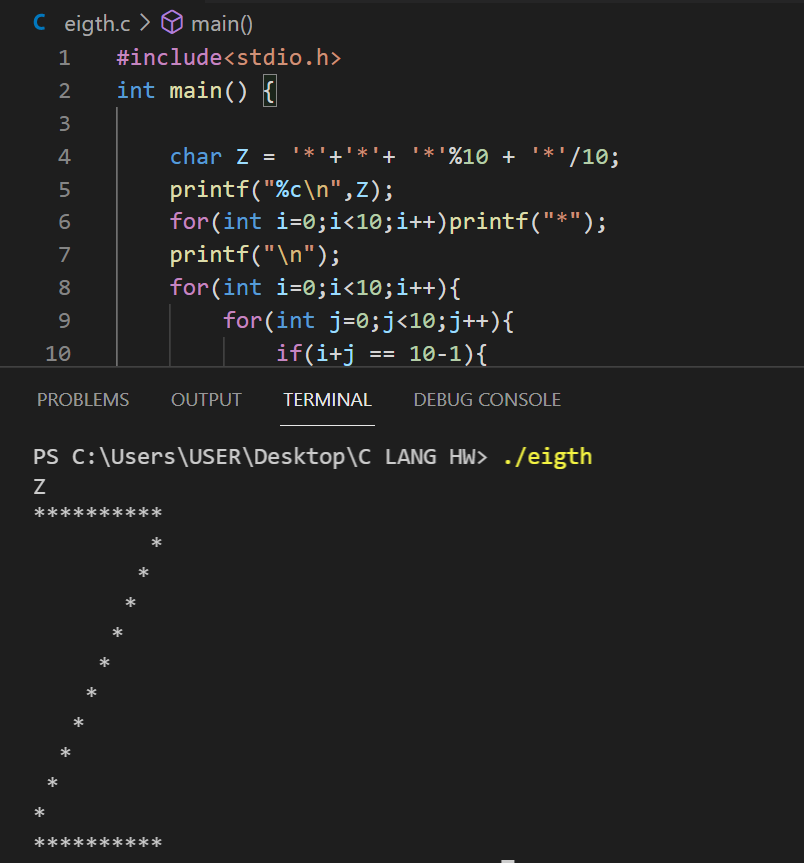 C eigth.c > main()
1 #include<stdio.h>
2 int main() {
3
4     char Z = '*'+'*'+ '*'%10 + '*'/10;
5     printf("%c\n",Z);
6     for(int i=0;i<10;i++)printf("*");
7     printf("\n");
8     for(int i=0;i<10;i++){
9         for(int j=0;j<10;j++){
10             if(i+j == 10-1){
PROBLEMS OUTPUT TERMINAL DEBUG CONSOLE
PS C:\Users\USER\Desktop\C LANG HW> ./eigth
Z
**********
         *
        *
       *
      *
     *
    *
   *
  *
 *
*
**********